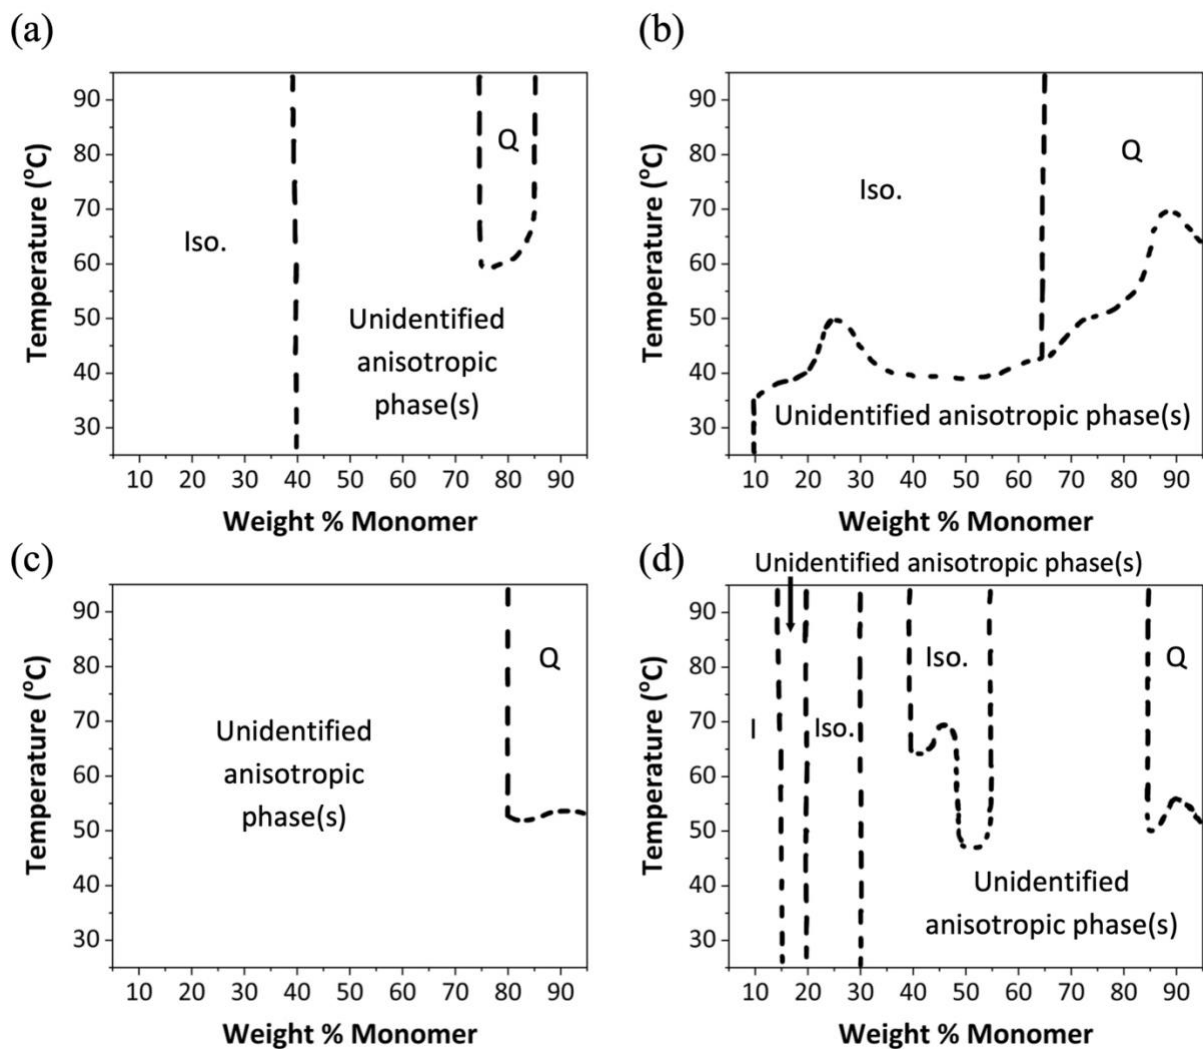 (a)
90
80
70
60
50
40
30
Temperature (°C)
Iso.
Q
Unidentified
anisotropic
phase(s)
10 20 30 40 50 60 70 80 90
Weight % Monomer
(b)
90
80
70
60
50
40
30
Temperature (°C)
Iso.
Q
Unidentified anisotropic phase(s)
10 20 30 40 50 60 70 80 90
Weight % Monomer
(c)
90
80
70
60
50
40
30
Temperature (°C)
Q
Unidentified
anisotropic
phase(s)
10 20 30 40 50 60 70 80 90
Weight % Monomer
(d)
Unidentified anisotropic phase(s)
90
80
70
60
50
40
30
Temperature (°C)
I
Iso.
Iso.
Q
Unidentified
anisotropic phase(s)
10 20 30 40 50 60 70 80 90
Weight % Monomer